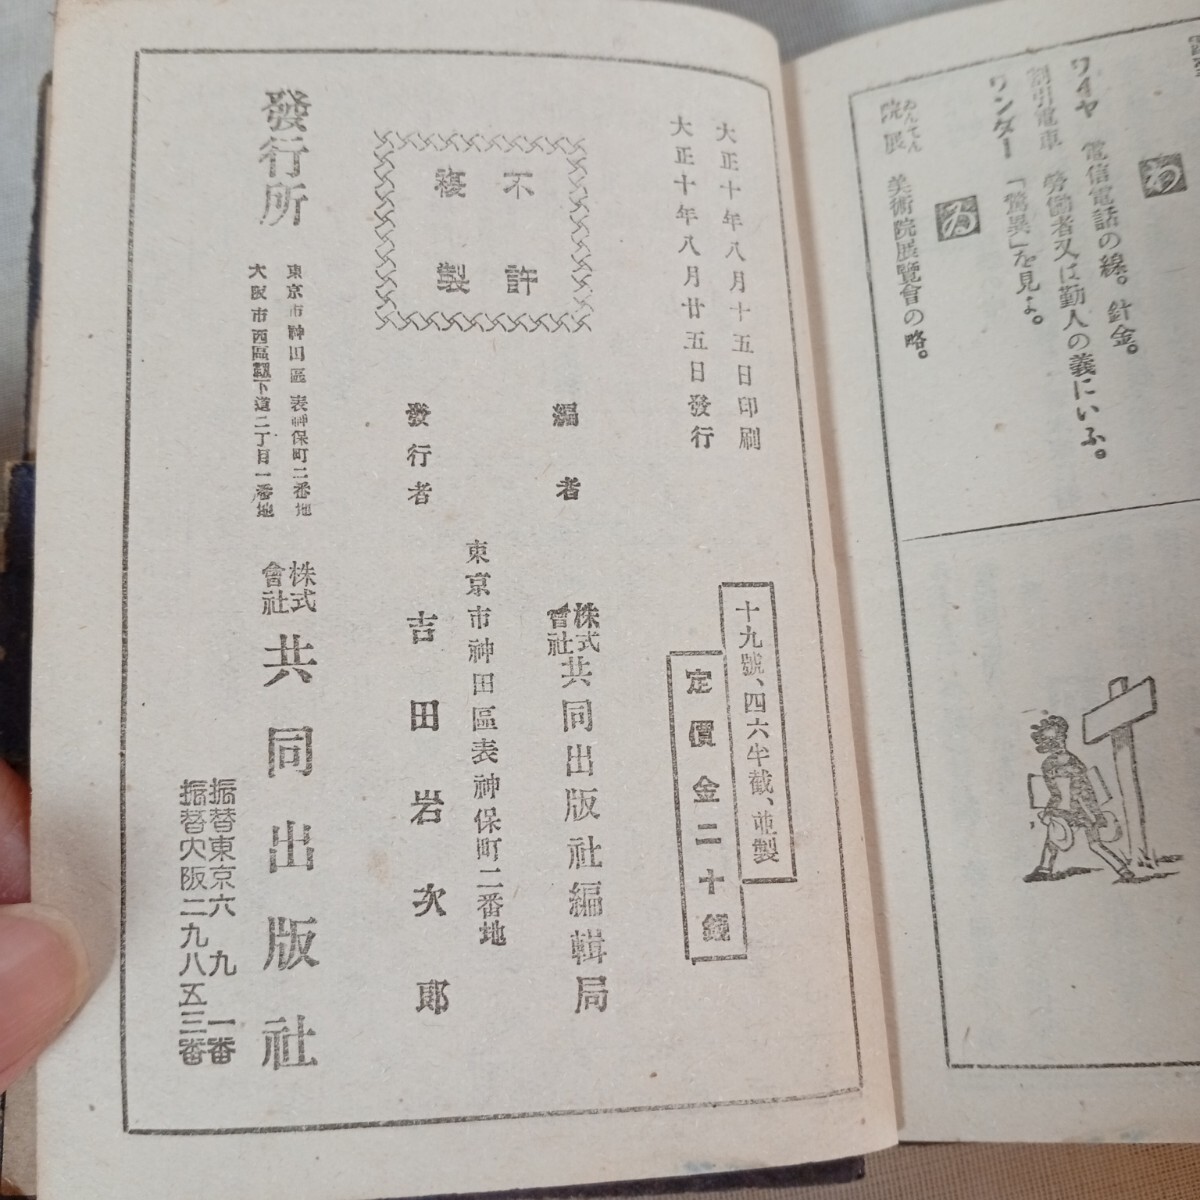 わ
ワイヤ 電信電話の線。針金。
割引電車 勞働者又は勤人の義にいふ。
ワンダー 「驚異」を見よ。
ゐ
院展 美術院展覽會の略。
ゐんてん
大正十年八月十五日印刷
大正十年八月廿五日發行
十九號、四六半截、並製
定價金二十錢
不許
複製
編者 株式會社共同出版社編輯局
東京市神田區表神保町二番地
發行者 吉田岩次郎
發行所
東京市神田區表神保町二番地
大阪市西區靱下道二丁目一番地
株式會社共同出版社
振替東京六九一番
振替大阪二九八五三番